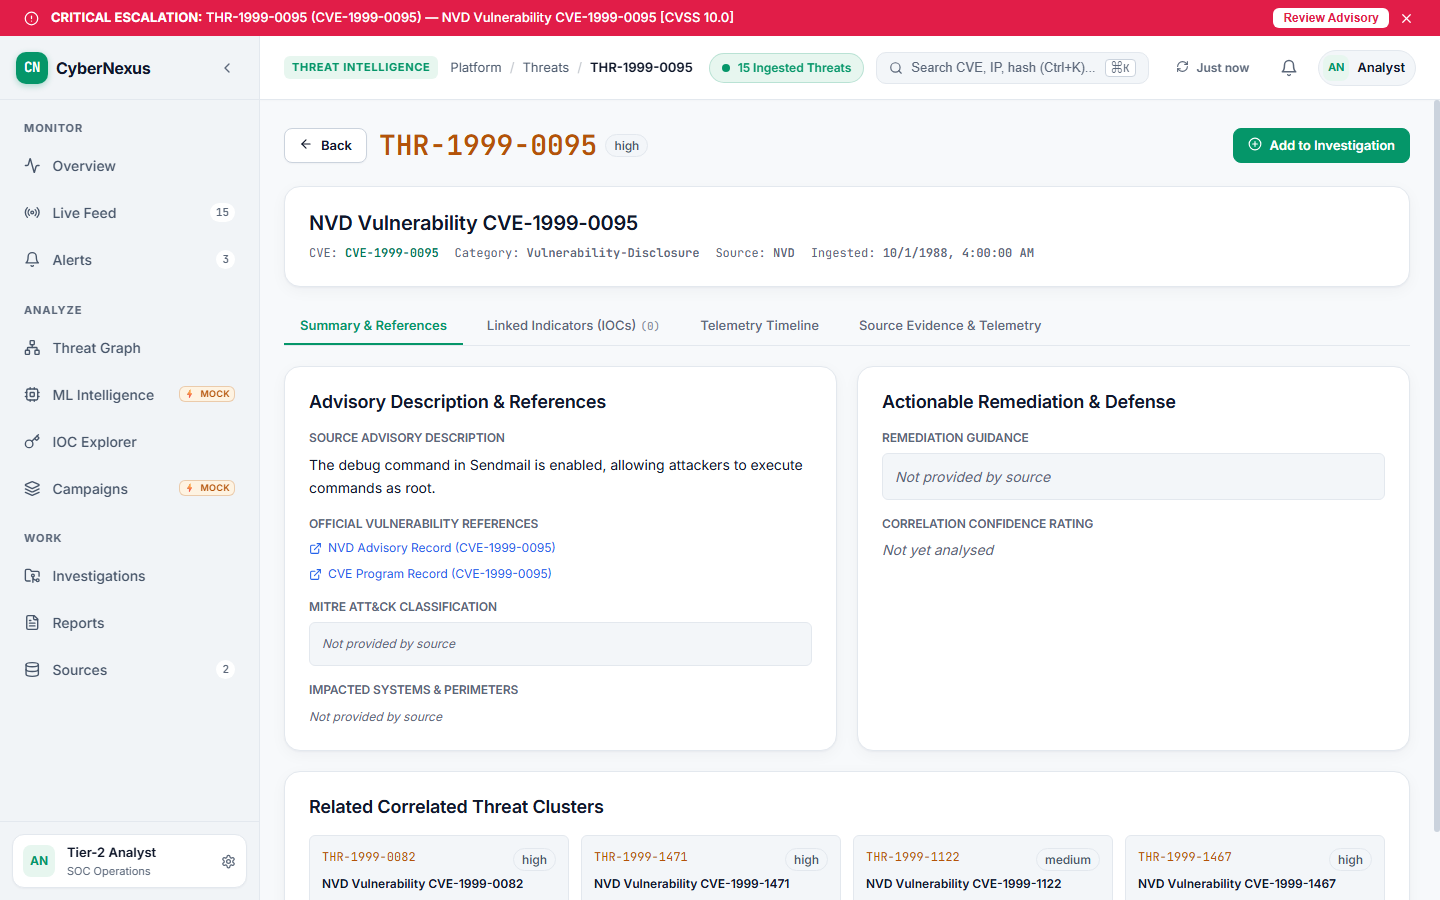 CRITICAL ESCALATION: THR-1999-0095 (CVE-1999-0095) — NVD Vulnerability CVE-1999-0095 [CVSS 10.0]
Review Advisory
CN CyberNexus
THREAT INTELLIGENCE Platform / Threats / THR-1999-0095
15 Ingested Threats
Search CVE, IP, hash (Ctrl+K)... ⌘K
Just now
AN Analyst
MONITOR
Overview
Live Feed 15
Alerts 3
ANALYZE
Threat Graph
ML Intelligence MOCK
IOC Explorer
Campaigns MOCK
WORK
Investigations
Reports
Sources 2
AN Tier-2 Analyst
SOC Operations
Back THR-1999-0095 high
Add to Investigation
NVD Vulnerability CVE-1999-0095
CVE: CVE-1999-0095 Category: Vulnerability-Disclosure Source: NVD Ingested: 10/1/1988, 4:00:00 AM
Summary & References Linked Indicators (IOCs) (0) Telemetry Timeline Source Evidence & Telemetry
Advisory Description & References
SOURCE ADVISORY DESCRIPTION
The debug command in Sendmail is enabled, allowing attackers to execute
commands as root.
OFFICIAL VULNERABILITY REFERENCES
NVD Advisory Record (CVE-1999-0095)
CVE Program Record (CVE-1999-0095)
MITRE ATT&CK CLASSIFICATION
Not provided by source
IMPACTED SYSTEMS & PERIMETERS
Not provided by source
Actionable Remediation & Defense
REMEDIATION GUIDANCE
Not provided by source
CORRELATION CONFIDENCE RATING
Not yet analysed
Related Correlated Threat Clusters
THR-1999-0082 high
NVD Vulnerability CVE-1999-0082
THR-1999-1471 high
NVD Vulnerability CVE-1999-1471
THR-1999-1122 medium
NVD Vulnerability CVE-1999-1122
THR-1999-1467 high
NVD Vulnerability CVE-1999-1467